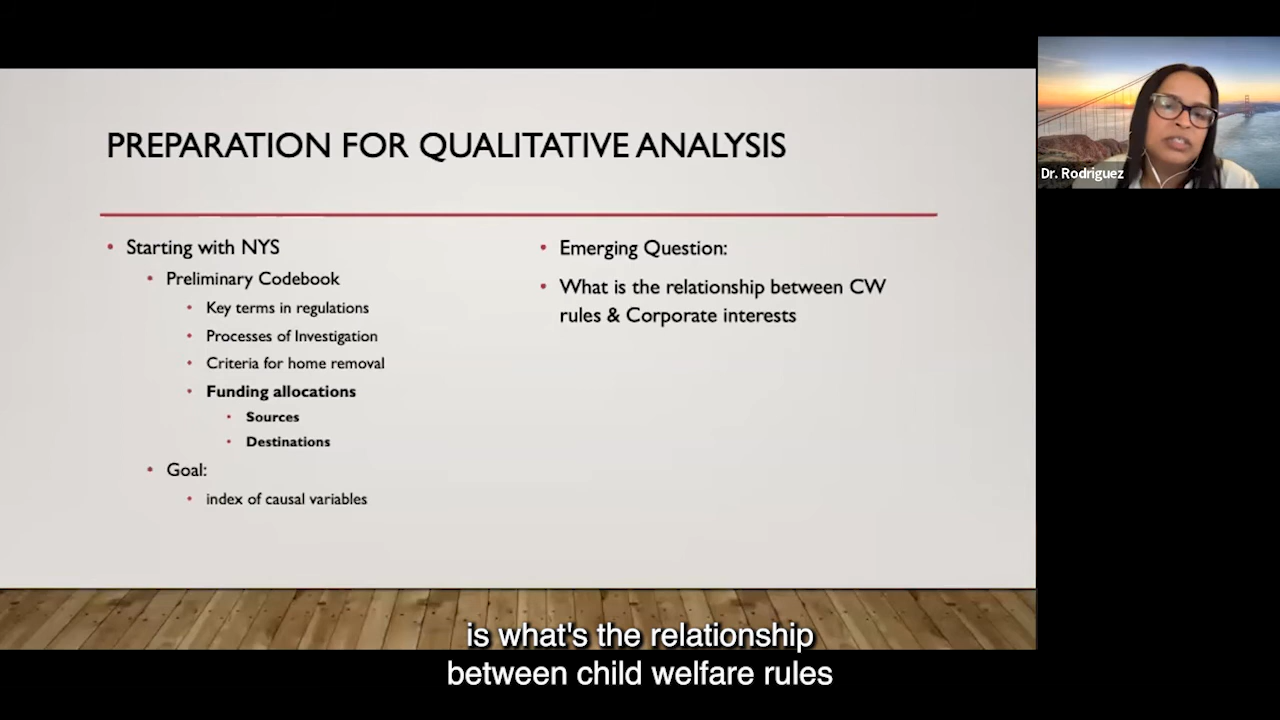 PREPARATION FOR QUALITATIVE ANALYSIS
Starting with NYS
Preliminary Codebook
Key terms in regulations
Processes of Investigation
Criteria for home removal
Funding allocations
Sources
Destinations
Goal:
index of causal variables
Emerging Question:
What is the relationship between CW
rules & Corporate interests
Dr. Rodriguez
is what's the relationship
between child welfare rules